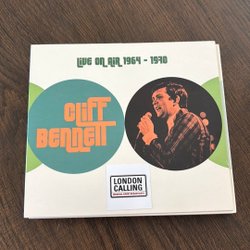 LIVE ON AIR 1964 - 1970
CLIFF
BENNETT
LONDON
CALLING